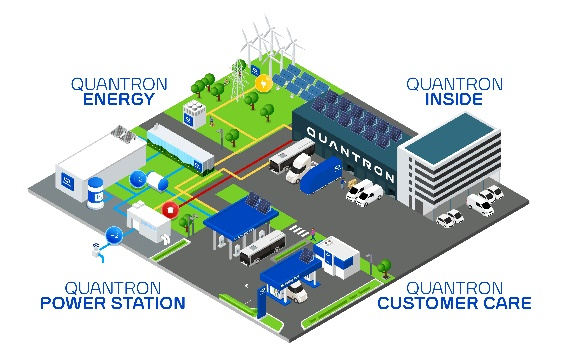 QUANTRON
ENERGY
QUANTRON
INSIDE
QUANTRON
QUANTRON
POWER STATION
QUANTRON
CUSTOMER CARE